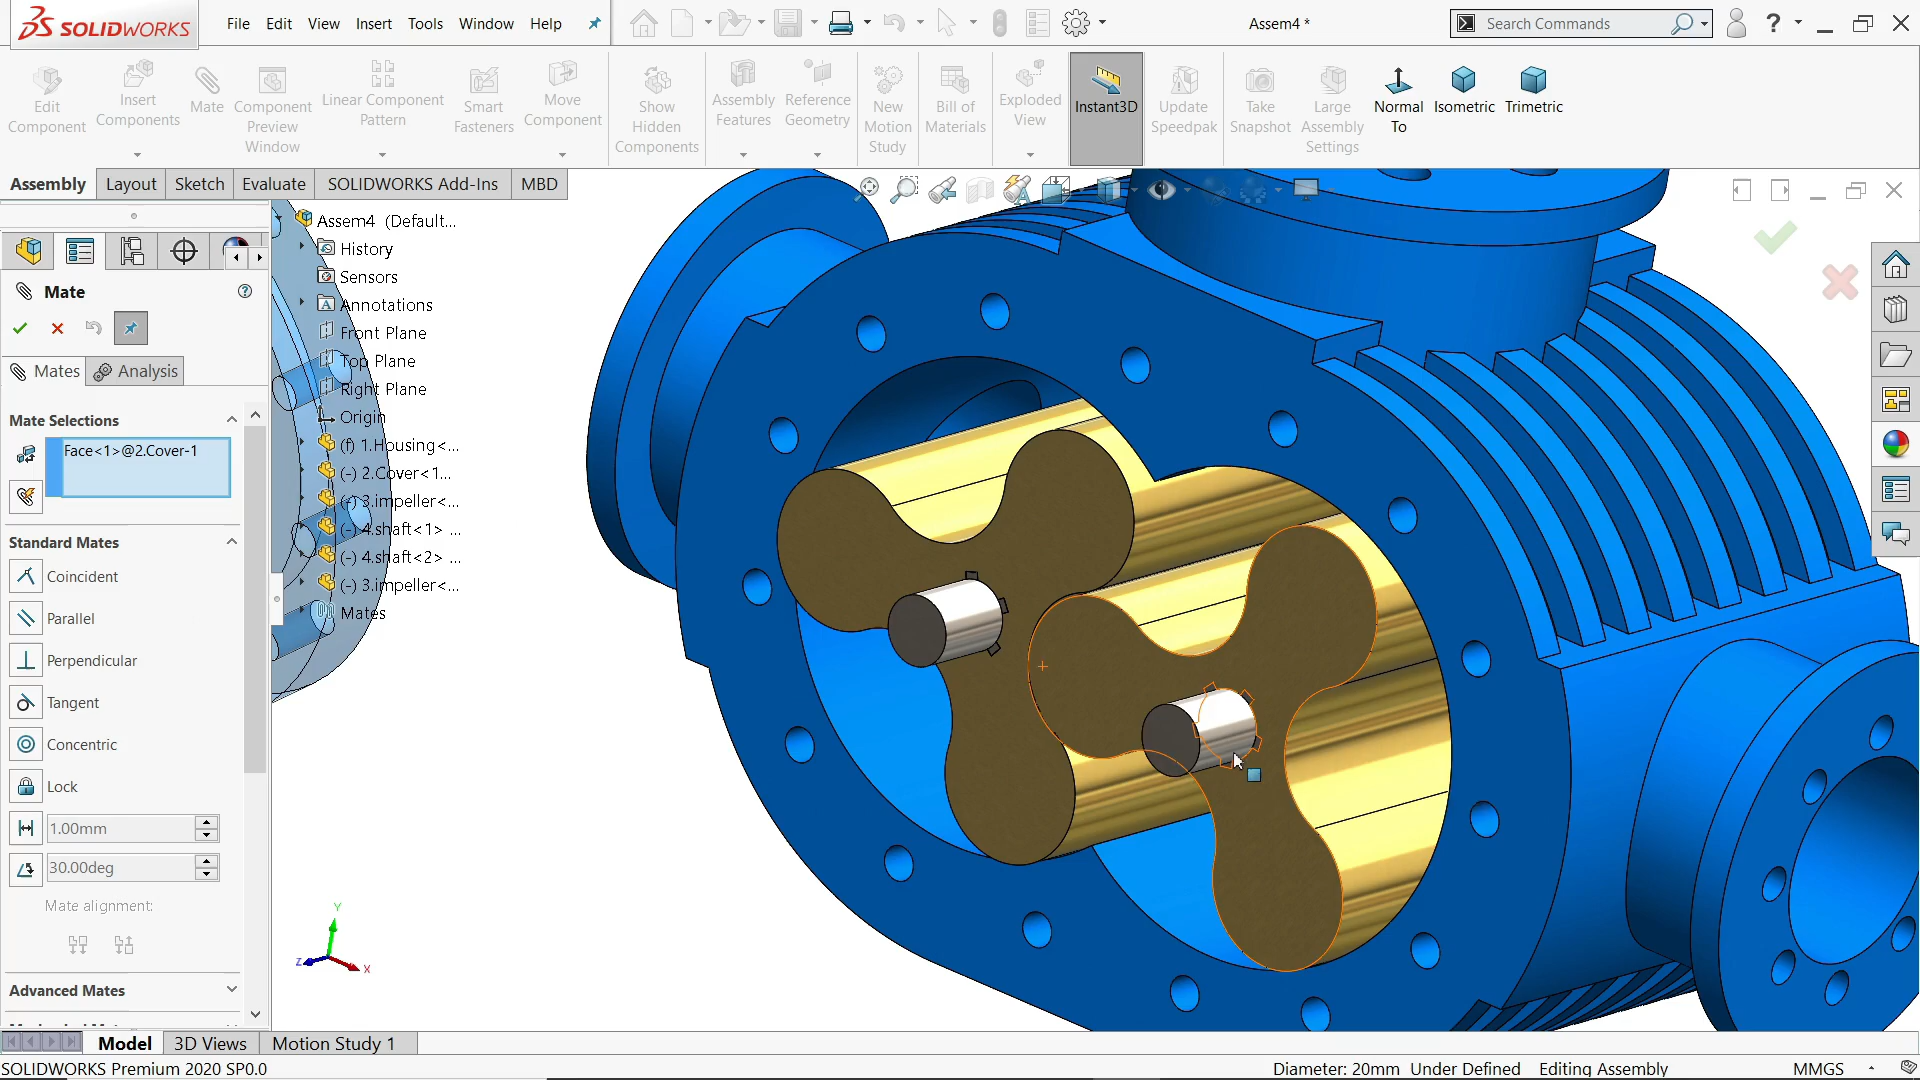 SOLIDWORKS
File Edit View Insert Tools Window Help
Assem4 *
Search Commands
?
Edit Component
Insert Components
Mate
Component Preview Window
Linear Component Pattern
Smart Fasteners
Move Component
Show Hidden Components
Assembly Features
Reference Geometry
New Motion Study
Bill of Materials
Exploded View
Instant3D
Update Speedpak
Take Snapshot
Large Assembly Settings
Normal To
Isometric
Trimetric
Assembly Layout Sketch Evaluate SOLIDWORKS Add-Ins MBD
Assem4 (Default...
History
Sensors
Annotations
Front Plane
Top Plane
Right Plane
Origin
(f) 1.Housing<...
(-) 2.Cover<1...
(-) 3.impeller<...
(-) 4.shaft<1> ...
(-) 4.shaft<2> ...
(-) 3.impeller<...
Mates
Mate
Mates Analysis
Mate Selections
Face<1>@2.Cover-1
Standard Mates
Coincident
Parallel
Perpendicular
Tangent
Concentric
Lock
1.00mm
30.00deg
Mate alignment:
Advanced Mates
Y
Z
X
Model 3D Views Motion Study 1
SOLIDWORKS Premium 2020 SP0.0
Diameter: 20mm Under Defined Editing Assembly MMGS